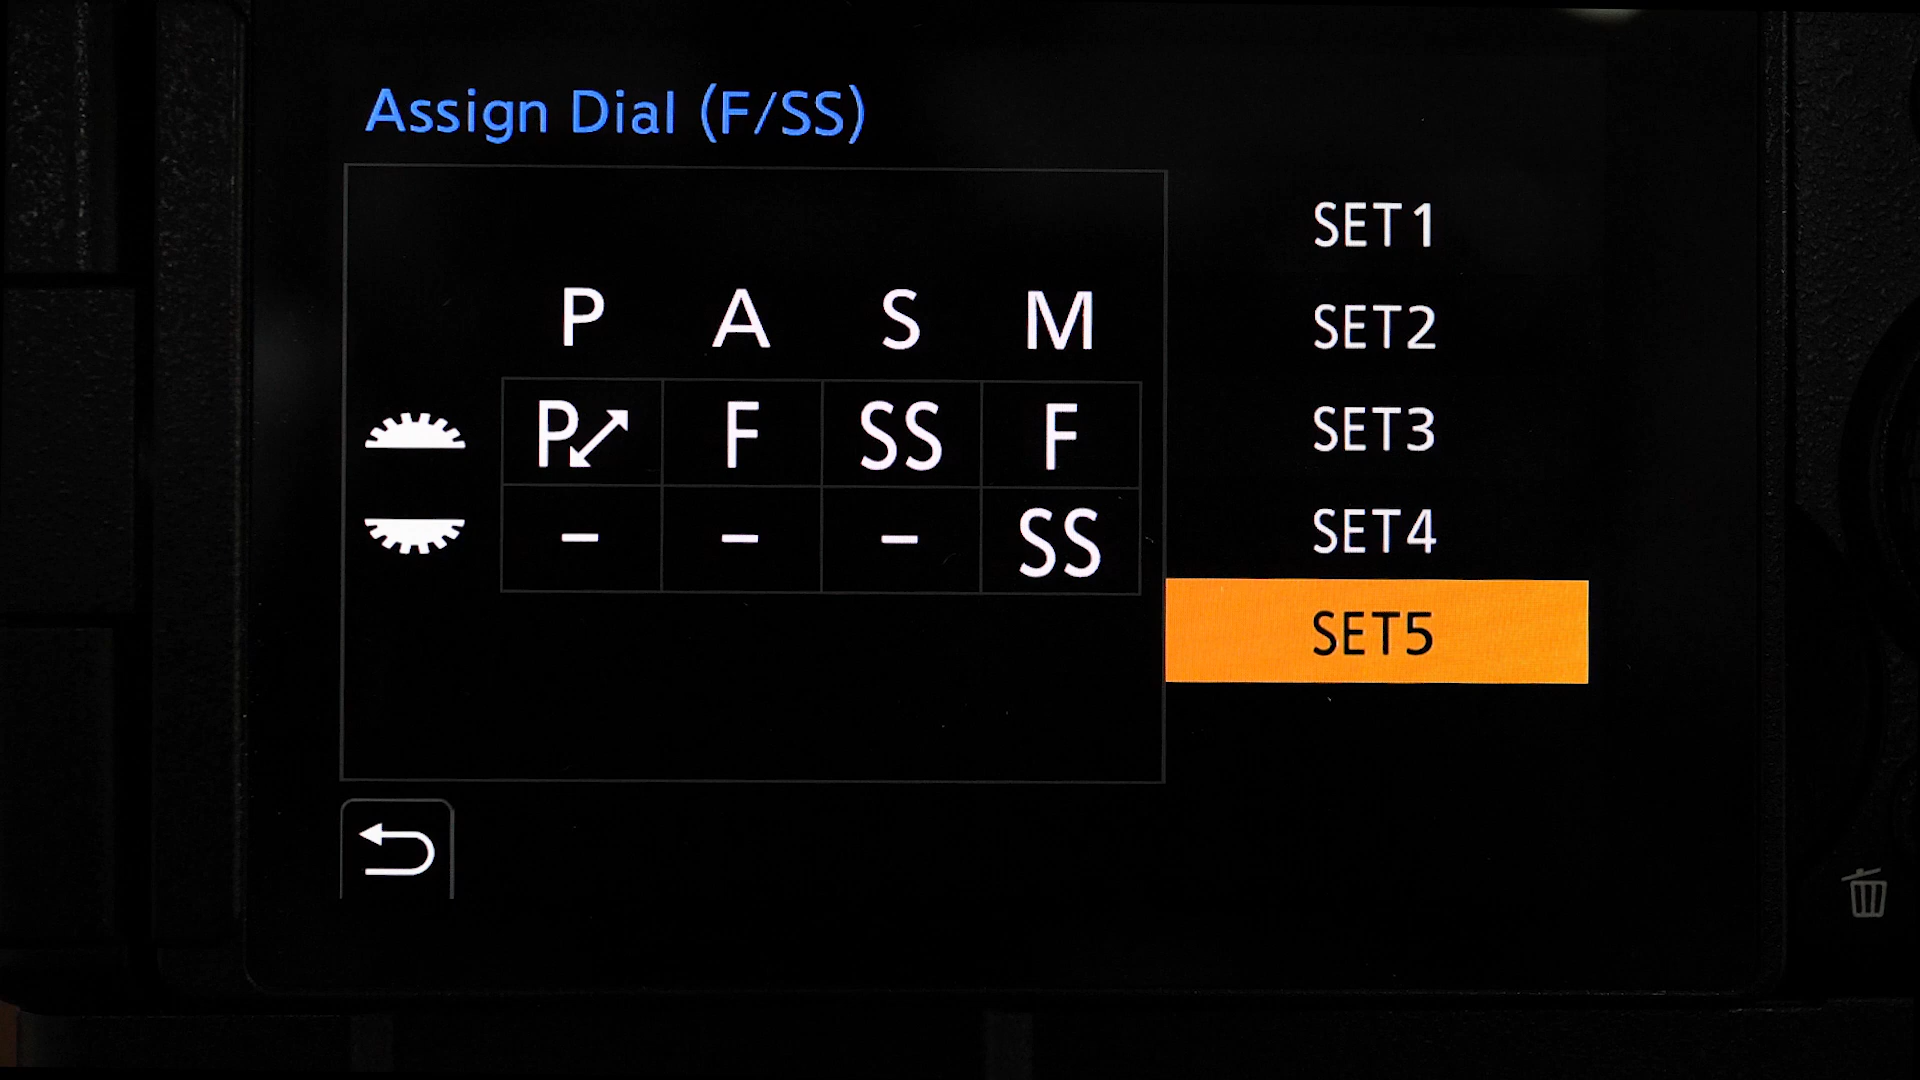 Assign Dial (F/SS)
P A S M
P F SS F
– – – SS
SET1
SET2
SET3
SET4
SET5